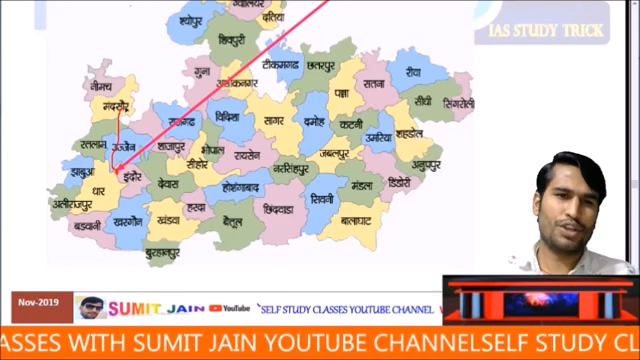 ग्वालियर
श्योपुर
दतिया
IAS STUDY TRICK
शिवपुरी
टीकमगढ
छतरपुर
गुना
रीवा
नीमच
अशोकनगर
सतना
पन्ना
सीधी
सिंगरौली
मंदसौर
राजगढ
विदिशा
सागर
दमोह
कटनी
उमरिया
शहडोल
रतलाम
उज्जैन
शाजापुर
भोपाल
रायसेन
जबलपुर
अनुपपुर
सीहोर
नरसिंहपुर
झाबुआ
इंदौर
देवास
होशंगाबाद
मंडला
डिंडोरी
धार
सिवनी
अलीराजपुर
हरदा
छिंदवाडा
बडवानी
खरगौन
खंडवा
बैतूल
बालाघाट
बुरहानपुर
Nov-2019
SUMIT JAIN
YouTube
"SELF STUDY CLASSES YOUTUBE CHANNEL
ASSES WITH SUMIT JAIN YOUTUBE CHANNELSELF STUDY CL